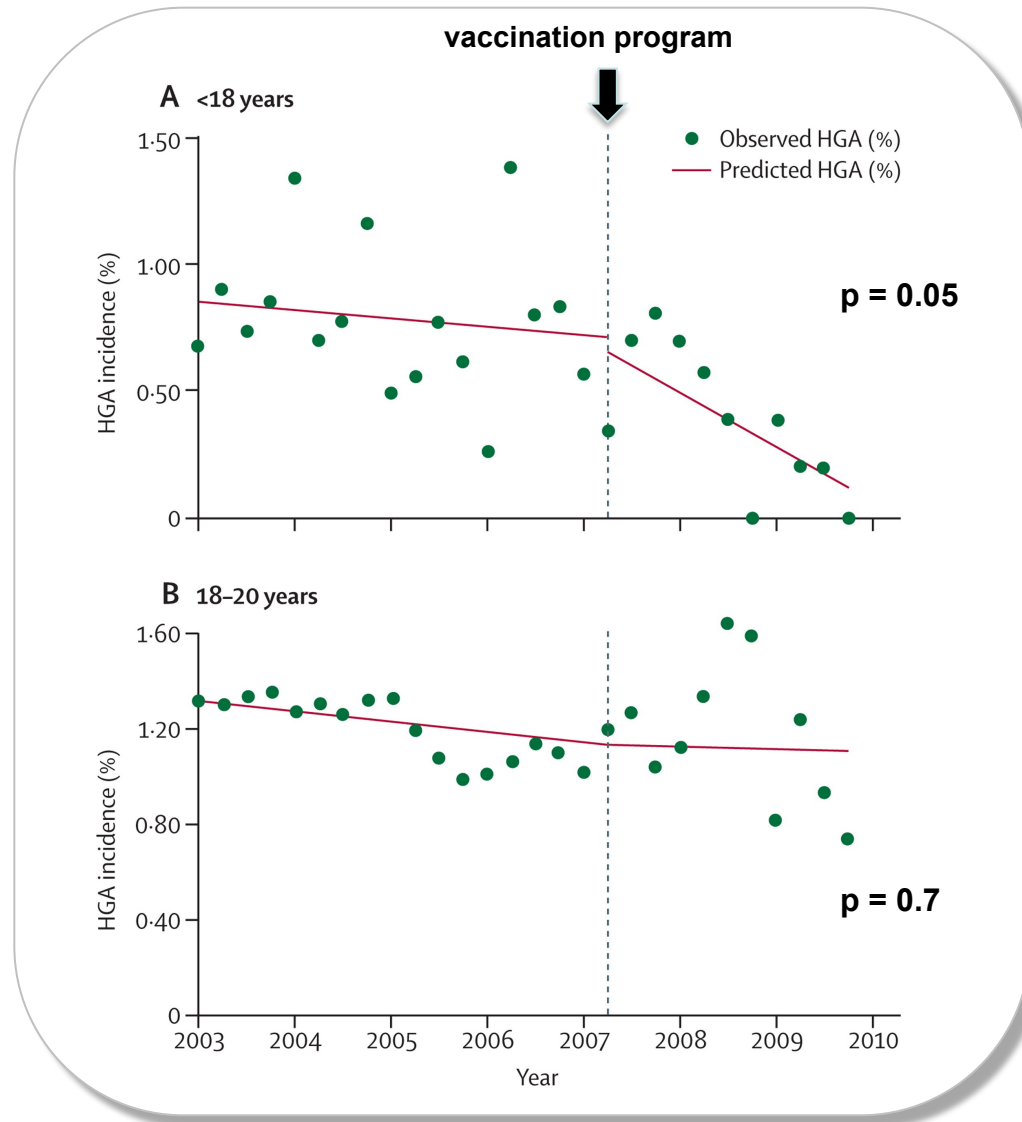 vaccination program
A <18 years
1·50
1·00
0·50
0
HGA incidence (%)
Observed HGA (%)
Predicted HGA (%)
p = 0.05
B 18–20 years
1·60
1·20
0·80
0·40
0
HGA incidence (%)
p = 0.7
2003 2004 2005 2006 2007 2008 2009 2010
Year